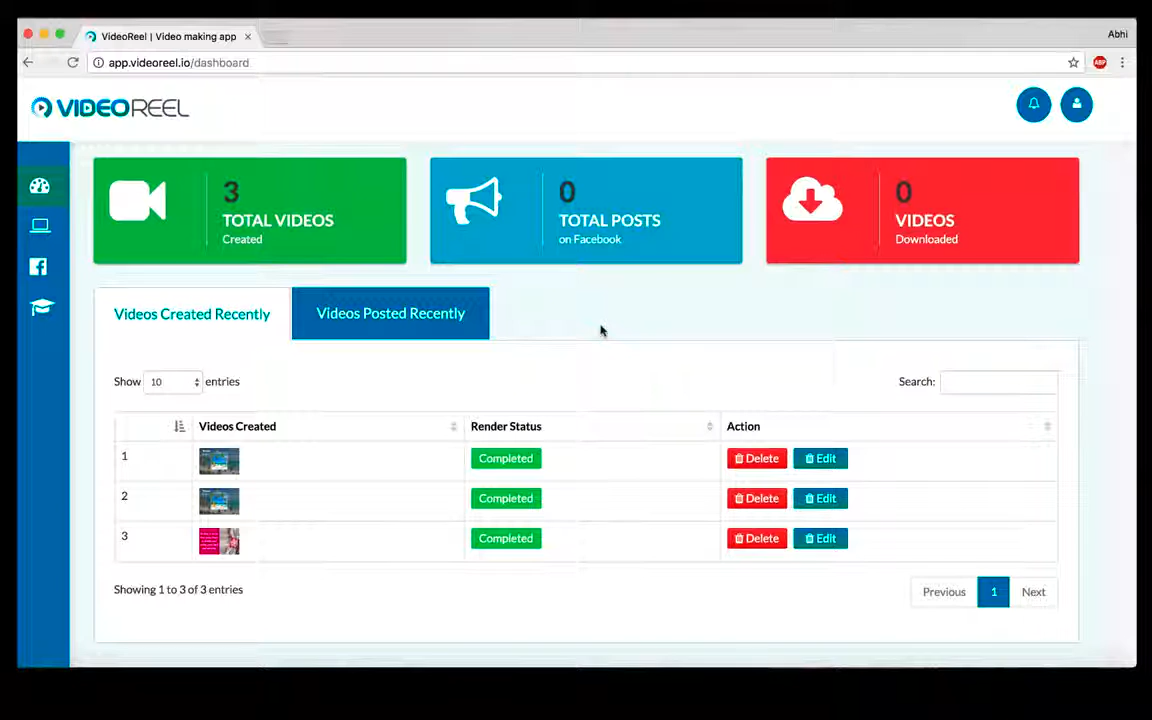 VideoReel | Video making app
Abhi
app.videoreel.io/dashboard
ABP
VIDEOREEL
3
TOTAL VIDEOS
Created
0
TOTAL POSTS
on Facebook
0
VIDEOS
Downloaded
Videos Created Recently
Videos Posted Recently
Show 10 entries
Search:
Videos Created Render Status Action
1 Completed Delete Edit
2 Completed Delete Edit
3 Completed Delete Edit
Showing 1 to 3 of 3 entries
Previous 1 Next